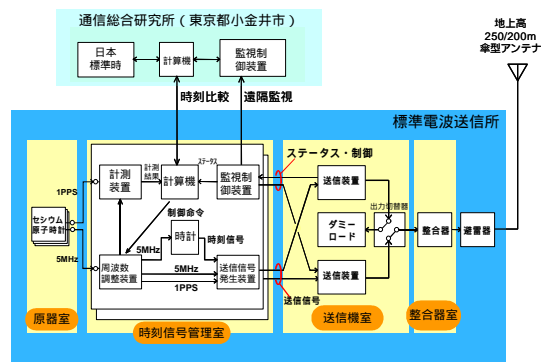 通信総合研究所（東京都小金井市）
日本
標準時
計算機
監視制
御装置
時刻比較
遠隔監視
地上高
250/200m
傘型アンテナ
標準電波送信所
1PPS
セシウム
原子時計
5MHz
原器室
計測
装置
計測
結果
計算機
ステータス
監視制
御装置
制御命令
時計
5MHz
時刻信号
周波数
調整装置
5MHz
1PPS
送信信号
発生装置
時刻信号管理室
ステータス・制御
送信装置
出力切替器
ダミー
ロード
送信装置
送信信号
送信機室
整合器
整合器室
避雷器